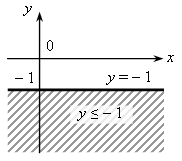 y
0
x
− 1
y = − 1
y ≤ − 1